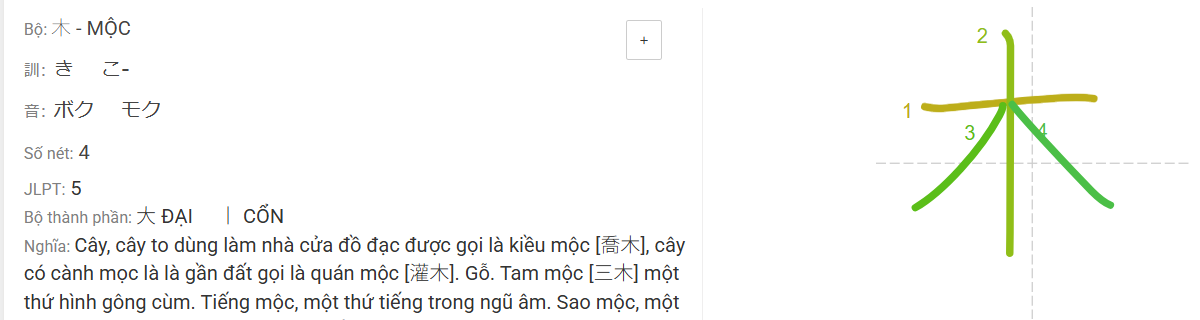 Bộ: 木 - MỘC
+
訓: き こ-
音: ボク モク
Số nét: 4
JLPT: 5
Bộ thành phần: 大 ĐẠI ｜ CỔN
Nghĩa: Cây, cây to dùng làm nhà cửa đồ đạc được gọi là kiều mộc [喬木], cây
có cành mọc là là gần đất gọi là quán mộc [灌木]. Gỗ. Tam mộc [三木] một
thứ hình gông cùm. Tiếng mộc, một thứ tiếng trong ngũ âm. Sao mộc, một
木
1
2
3
4